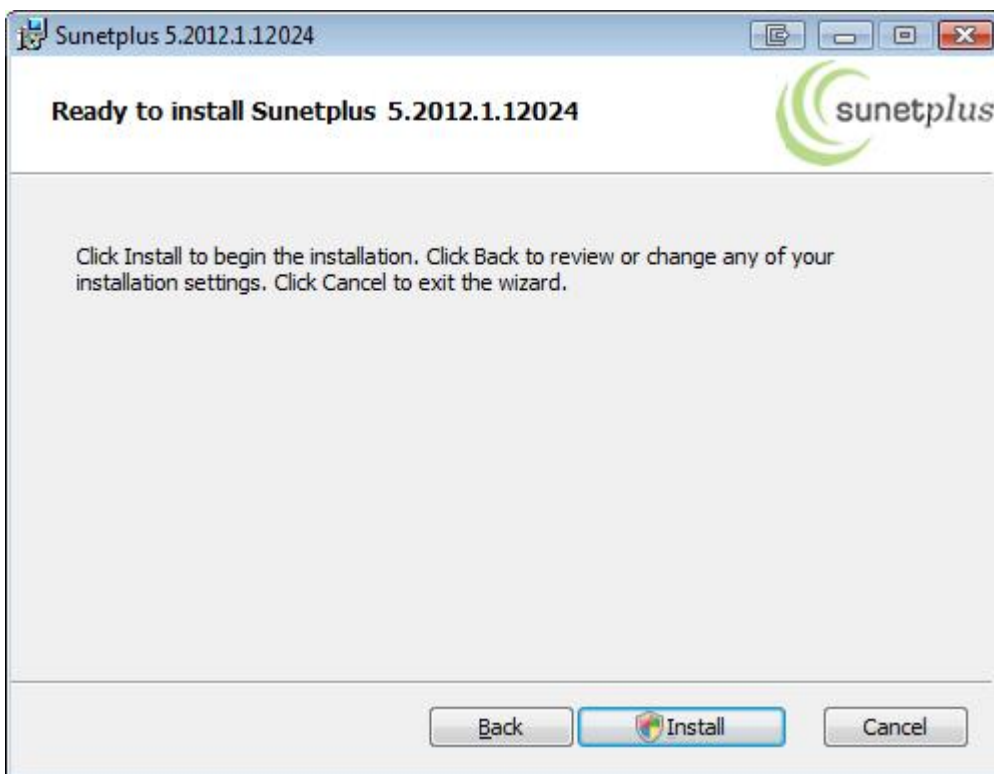 Sunetplus 5.2012.1.12024
Ready to install Sunetplus 5.2012.1.12024
sunetplus
Click Install to begin the installation. Click Back to review or change any of your
installation settings. Click Cancel to exit the wizard.
Back
Install
Cancel